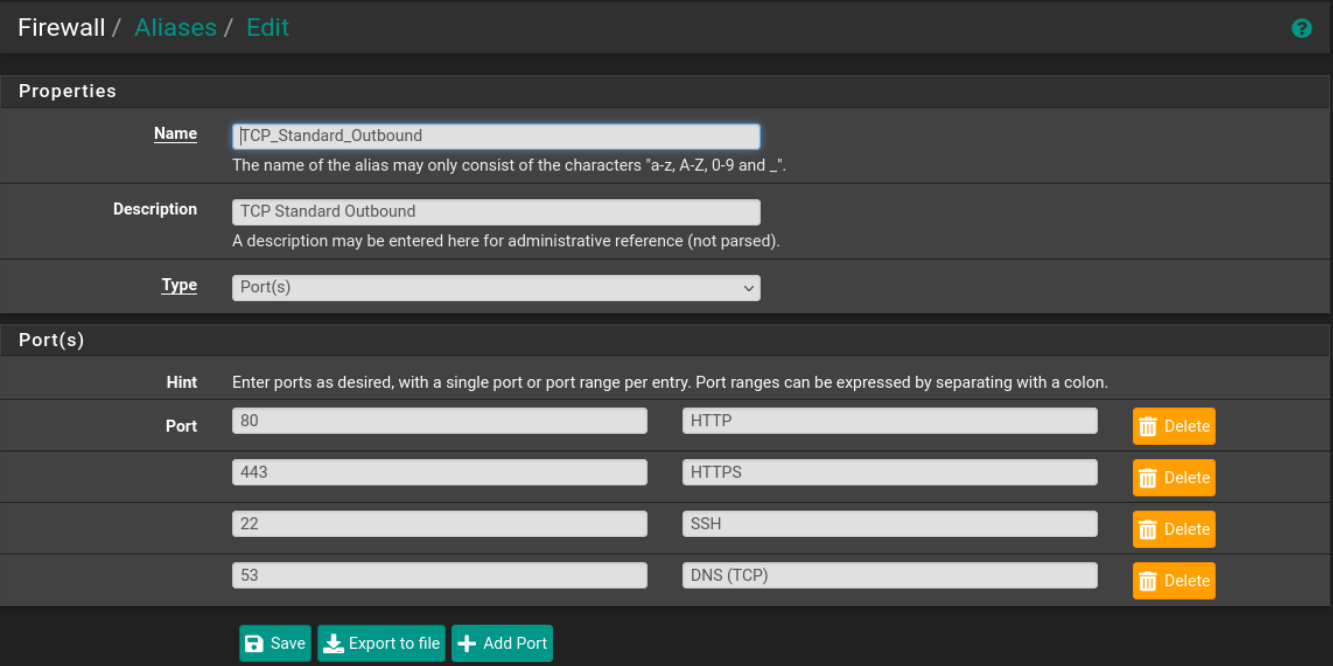 Firewall / Aliases / Edit
Properties
Name TCP_Standard_Outbound
The name of the alias may only consist of the characters "a-z, A-Z, 0-9 and _".
Description TCP Standard Outbound
A description may be entered here for administrative reference (not parsed).
Type Port(s)
Port(s)
Hint Enter ports as desired, with a single port or port range per entry. Port ranges can be expressed by separating with a colon.
Port 80 HTTP Delete
443 HTTPS Delete
22 SSH Delete
53 DNS (TCP) Delete
Save Export to file Add Port